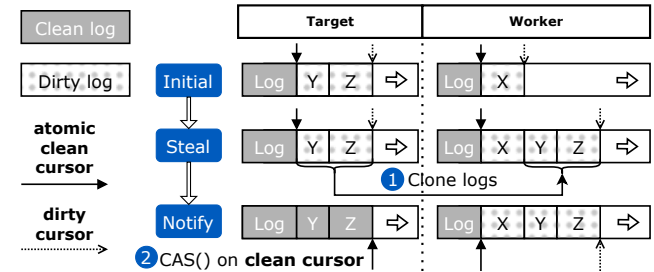 Clean log
Dirty log
atomic
clean
cursor
dirty
cursor
Target Worker
Initial Log Y Z Log X
Steal Log Y Z Log X Y Z
1 Clone logs
Notify Log Y Z Log X Y Z
2 CAS() on clean cursor